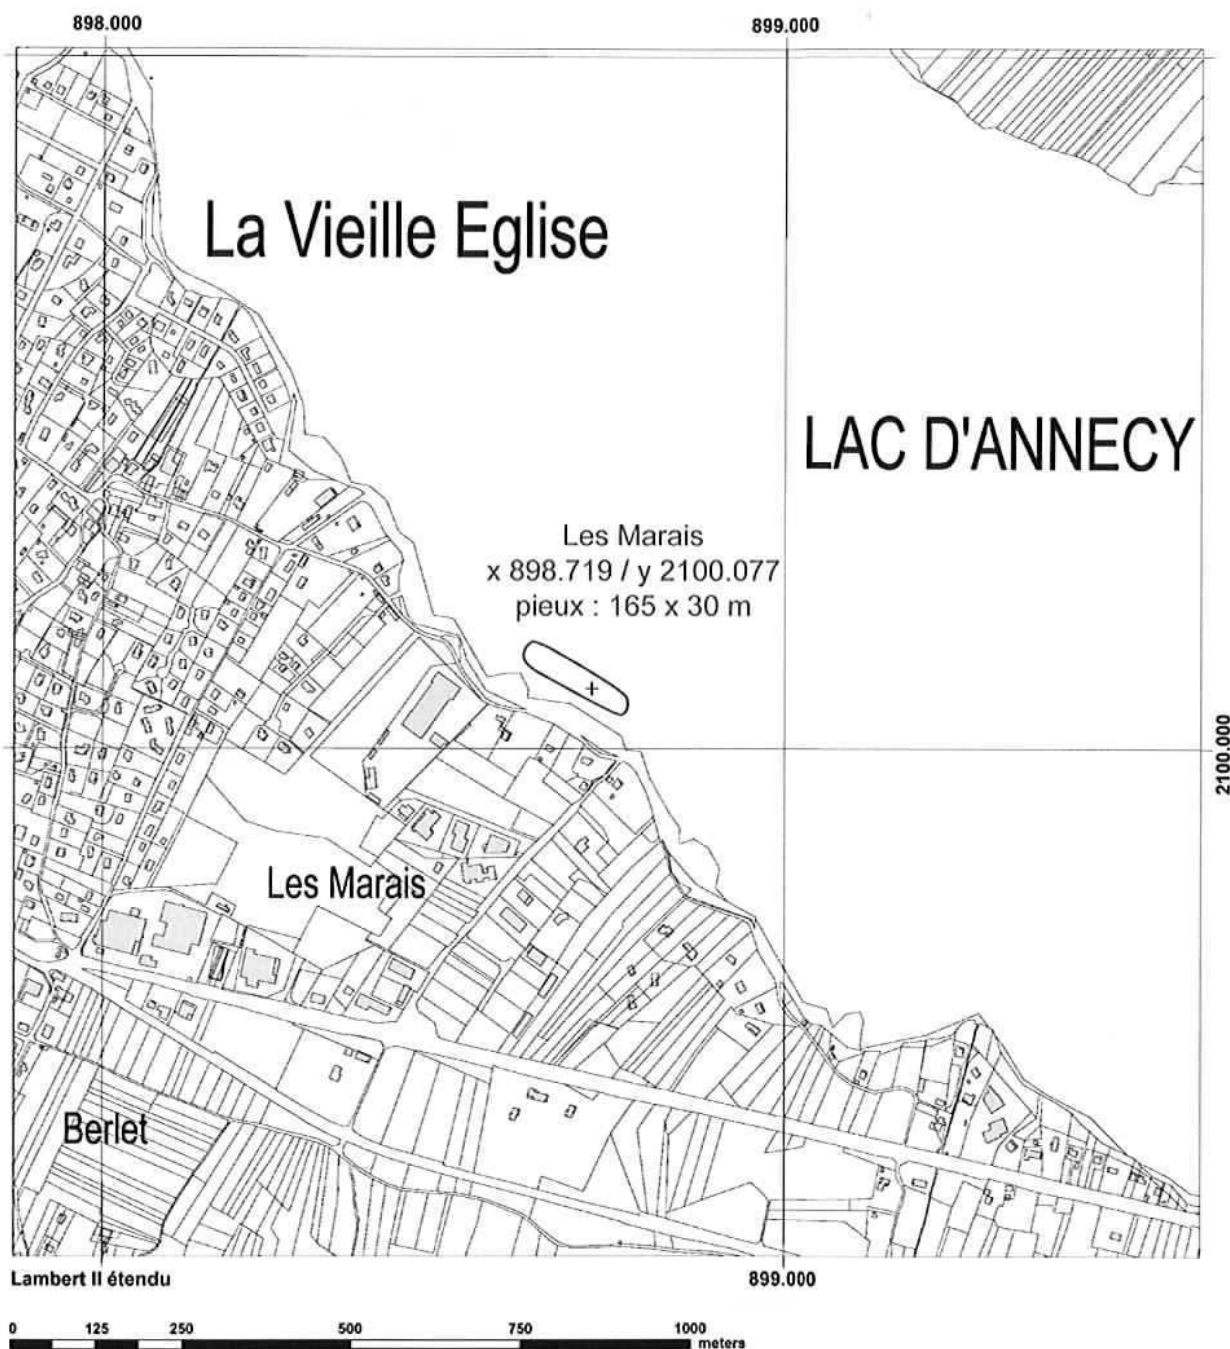 898.000
899.000
La Vieille Eglise
LAC D'ANNECY
Les Marais
x 898.719 / y 2100.077
pieux : 165 x 30 m
2100.000
Les Marais
Berlet
Lambert II étendu
899.000
0 125 250 500 750 1000
meters